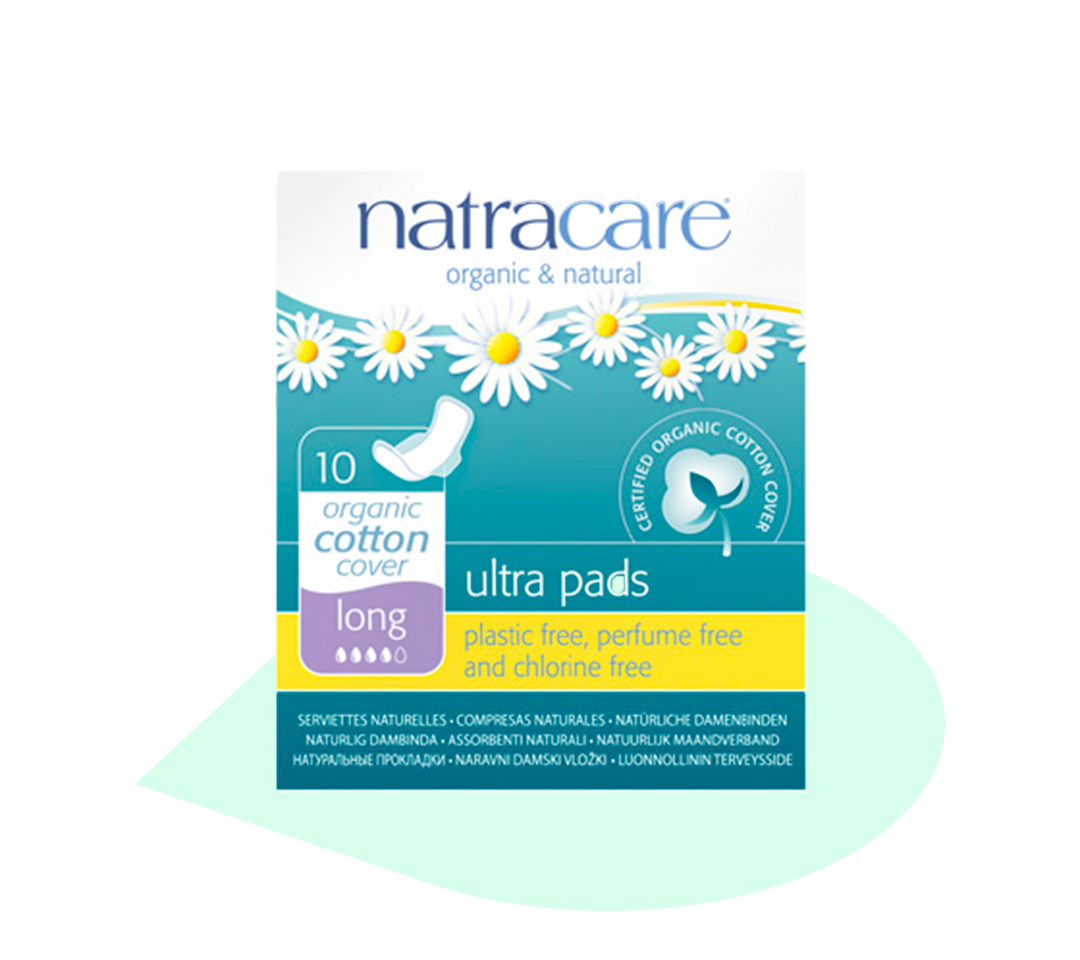 natracare
organic & natural
10
organic
cotton
cover
long
CERTIFIED ORGANIC COTTON COVER
ultra pads
plastic free, perfume free
and chlorine free
SERVIETTES NATURELLES • COMPRESAS NATURALES • NATÜRLICHE DAMENBINDEN
NATURLIG DAMBINDA • ASSORBENTI NATURALI • NATUURLIJK MAANDVERBAND
НАТУРАЛЬНЫЕ ПРОКЛАДКИ • NARAVNI DAMSKI VLOŽKI • LUONNOLLININ TERVEYSSIDE